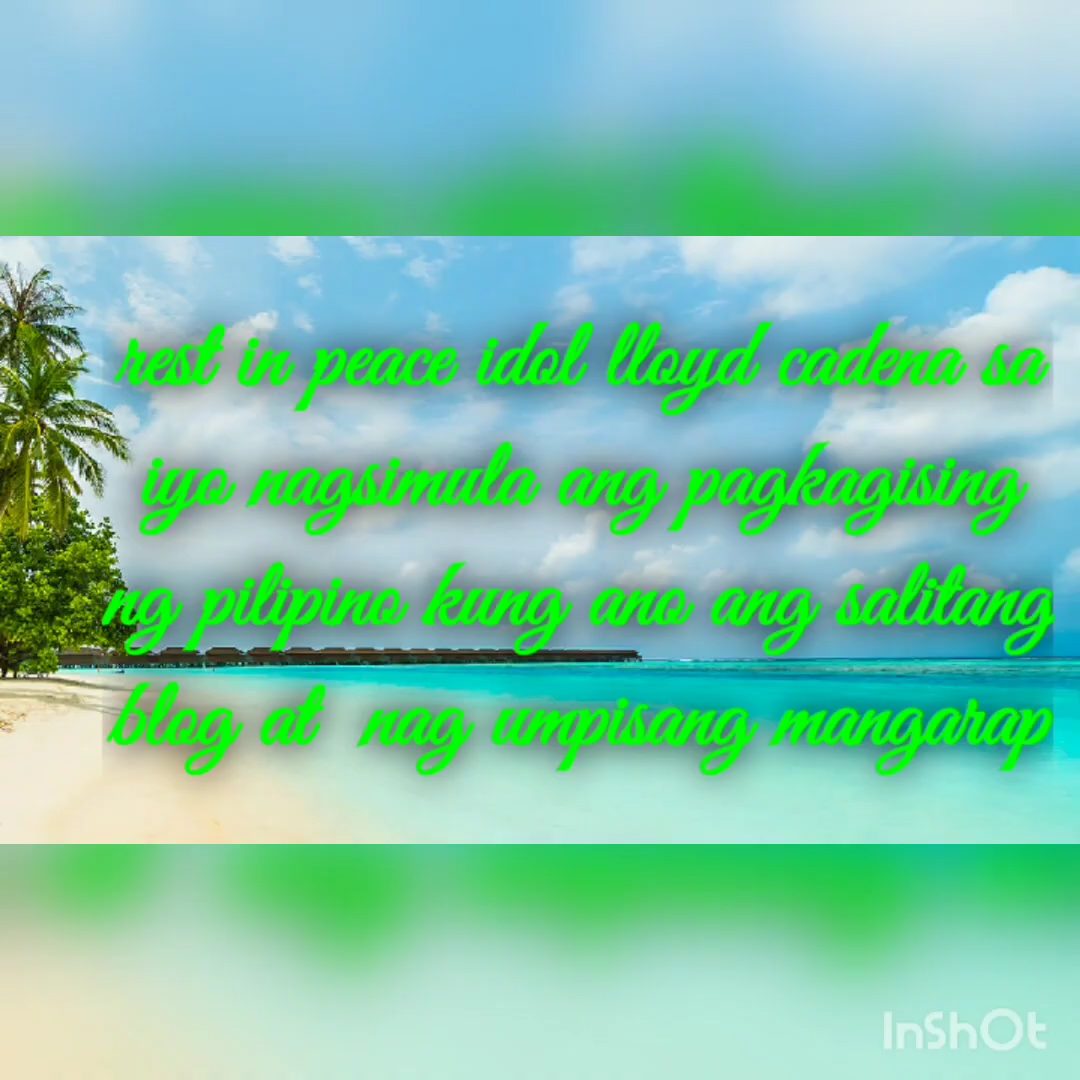 rest in peace idol lloyd cadena sa
iyo nagsimula ang pagkagising
ng pilipino kung ano ang salitang
blog at nag umpisang mangarap
InShOt